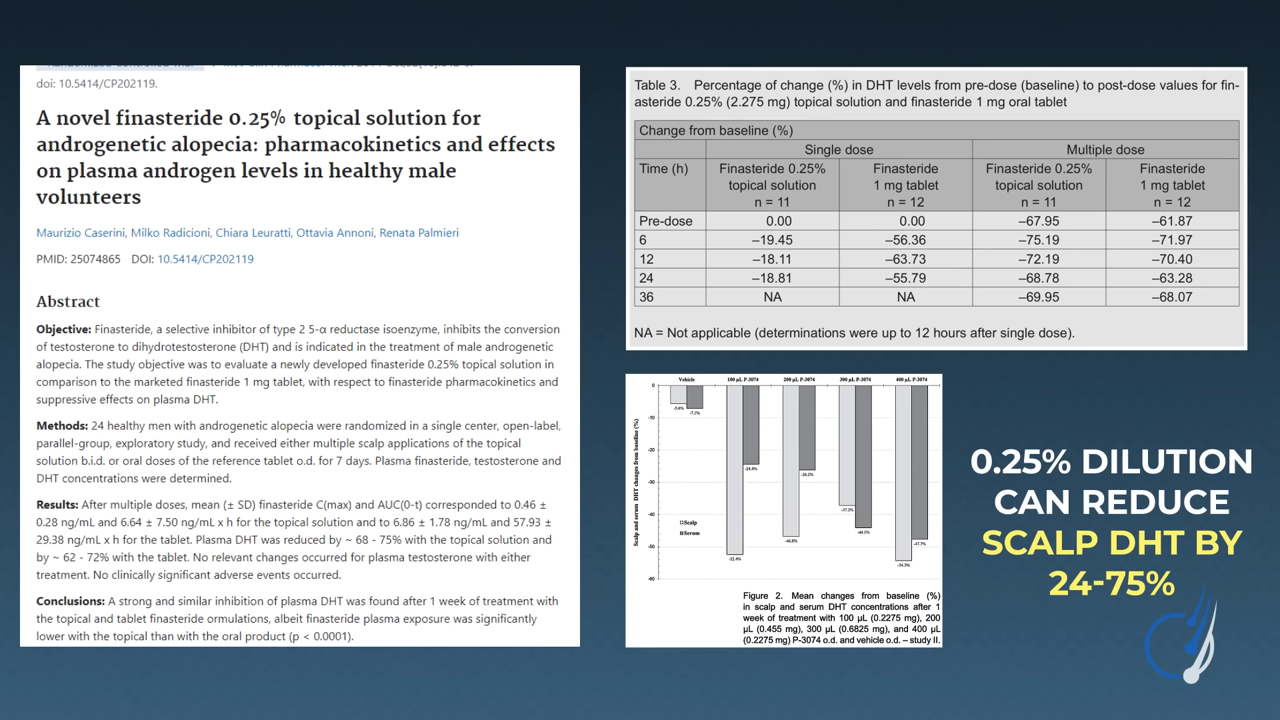 doi: 10.5414/CP202119.
A novel finasteride 0.25% topical solution for
androgenetic alopecia: pharmacokinetics and effects
on plasma androgen levels in healthy male
volunteers
Maurizio Caserini, Milko Radicioni, Chiara Leuratti, Ottavia Annoni, Renata Palmieri
PMID: 25074865 DOI: 10.5414/CP202119
Abstract
Objective: Finasteride, a selective inhibitor of type 2 5-α reductase isoenzyme, inhibits the conversion
of testosterone to dihydrotestosterone (DHT) and is indicated in the treatment of male androgenetic
alopecia. The study objective was to evaluate a newly developed finasteride 0.25% topical solution in
comparison to the marketed finasteride 1 mg tablet, with respect to finasteride pharmacokinetics and
suppressive effects on plasma DHT.
Methods: 24 healthy men with androgenetic alopecia were randomized in a single center, open-label,
parallel-group, exploratory study, and received either multiple scalp applications of the topical
solution b.i.d. or oral doses of the reference tablet o.d. for 7 days. Plasma finasteride, testosterone and
DHT concentrations were determined.
Results: After multiple doses, mean (± SD) finasteride C(max) and AUC(0-t) corresponded to 0.46 ±
0.28 ng/mL and 6.64 ± 7.50 ng/mL x h for the topical solution and to 6.86 ± 1.78 ng/mL and 57.93 ±
29.38 ng/mL x h for the tablet. Plasma DHT was reduced by ~ 68 - 75% with the topical solution and
by ~ 62 - 72% with the tablet. No relevant changes occurred for plasma testosterone with either
treatment. No clinically significant adverse events occurred.
Conclusions: A strong and similar inhibition of plasma DHT was found after 1 week of treatment with
the topical and tablet finasteride ormulations, albeit finasteride plasma exposure was significantly
lower with the topical than with the oral product (p < 0.0001).
Table 3. Percentage of change (%) in DHT levels from pre-dose (baseline) to post-dose values for fin-
asteride 0.25% (2.275 mg) topical solution and finasteride 1 mg oral tablet
Change from baseline (%)
Single dose Multiple dose
Time (h) Finasteride 0.25% Finasteride Finasteride 0.25% Finasteride
topical solution 1 mg tablet topical solution 1 mg tablet
n = 11 n = 12 n = 11 n = 12
Pre-dose 0.00 0.00 –67.95 –61.87
6 –19.45 –56.36 –75.19 –71.97
12 –18.11 –63.73 –72.19 –70.40
24 –18.81 –55.79 –68.78 –63.28
36 NA NA –69.95 –68.07
NA = Not applicable (determinations were up to 12 hours after single dose).
Vehicle 100 µL P-3074 200 µL P-3074 300 µL P-3074 400 µL P-3074
Scalp and serum DHT changes from baseline (%)
0
-10
-20
-30
-40
-50
-60
Scalp
Serum
Figure 2. Mean changes from baseline (%)
in scalp and serum DHT concentrations after 1
week of treatment with 100 µL (0.2275 mg), 200
µL (0.455 mg), 300 µL (0.6825 mg), and 400 µL
(0.2275 mg) P-3074 o.d. and vehicle o.d. – study II.
0.25% DILUTION
CAN REDUCE
SCALP DHT BY
24-75%